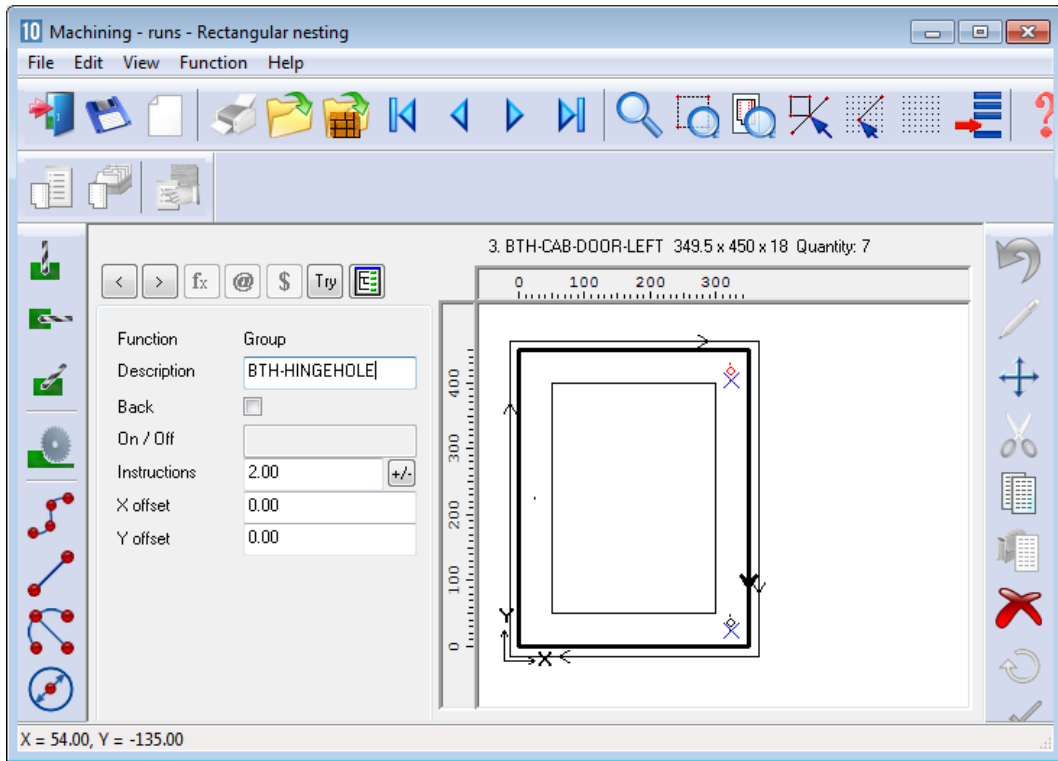 10 Machining - runs - Rectangular nesting
File Edit View Function Help
3. BTH-CAB-DOOR-LEFT 349.5 x 450 x 18 Quantity: 7
< > fx @ $ Try E
0 100 200 300
Function Group
Description BTH-HINGEHOLE
Back
On / Off
Instructions 2.00 +/-
X offset 0.00
Y offset 0.00
400
300
200
100
0
Y
X
X = 54.00, Y = -135.00